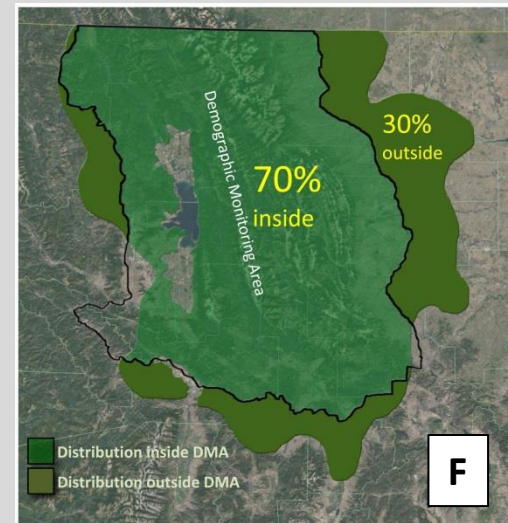 30%
outside
Demographic Monitoring Area
70%
inside
Distribution inside DMA
Distribution outside DMA
F